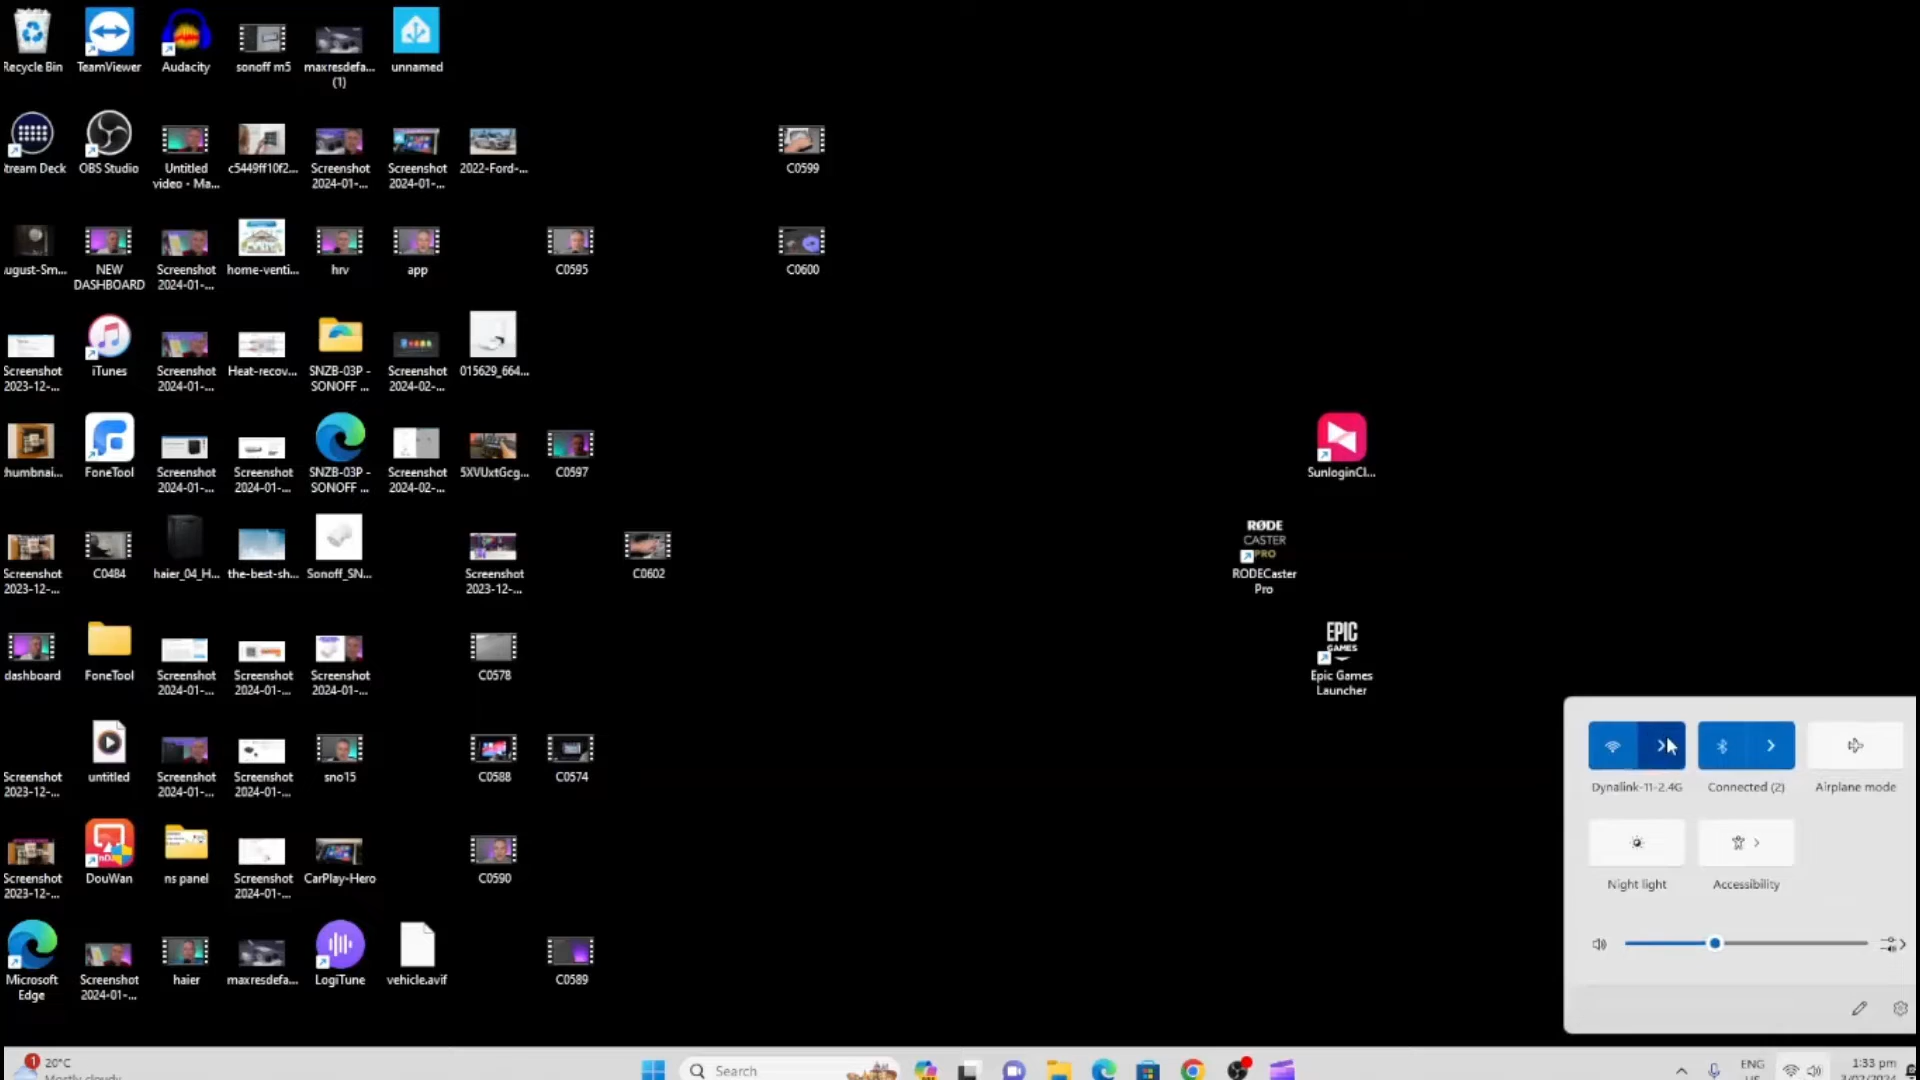 Recycle Bin
TeamViewer
Audacity
sonoff m5
maxresdefa...
(1)
unnamed
tream Deck
OBS Studio
Untitled
video - Ma...
c5449ff10f2...
Screenshot
2024-01-...
Screenshot
2024-01-...
2022-Ford-...
C0599
ugust-Sm...
NEW
DASHBOARD
Screenshot
2024-01-...
home-venti...
hrv
app
C0595
C0600
Screenshot
2023-12-...
iTunes
Screenshot
2024-01-...
Heat-recov...
SNZB-03P -
SONOFF ...
Screenshot
2024-02-...
015629_664...
humbnai...
FoneTool
Screenshot
2024-01-...
Screenshot
2024-01-...
SNZB-03P -
SONOFF ...
Screenshot
2024-02-...
5XVUxtGcg...
C0597
SunloginCl...
Screenshot
2023-12-...
C0484
haier_04_H...
the-best-sh...
Sonoff_SN...
Screenshot
2023-12-...
C0602
RØDE
CASTER
PRO
RODECaster
Pro
dashboard
FoneTool
Screenshot
2024-01-...
Screenshot
2024-01-...
Screenshot
2024-01-...
C0578
EPIC
GAMES
Epic Games
Launcher
Screenshot
2023-12-...
untitled
Screenshot
2024-01-...
Screenshot
2024-01-...
sno15
C0588
C0574
Dynalink-11-2.4G
Connected (2)
Airplane mode
Screenshot
2023-12-...
DouWan
ns panel
Screenshot
2024-01-...
CarPlay-Hero
C0590
Night light
Accessibility
Microsoft
Edge
Screenshot
2024-01-...
haier
maxresdefa...
LogiTune
vehicle.avif
C0589
1
20°C
Mostly cloudy
Search
ENG
1:33 pm